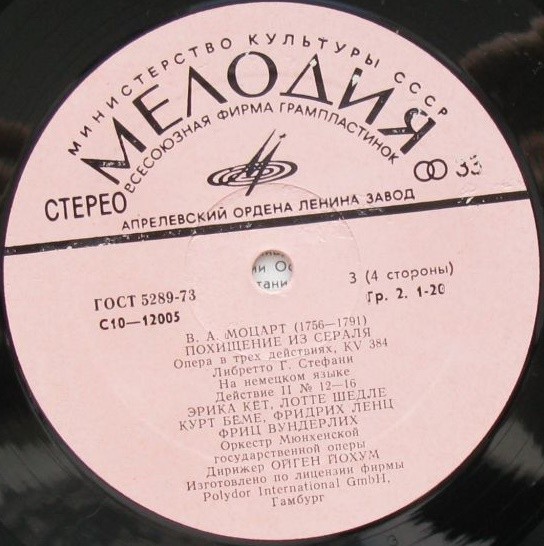 МИНИСТЕРСТВО КУЛЬТУРЫ СССР
МЕЛОДИЯ
ВСЕСОЮЗНАЯ ФИРМА ГРАМПЛАСТИНОК
СТЕРЕО
33
АПРЕЛЕВСКИЙ ОРДЕНА ЛЕНИНА ЗАВОД
ГОСТ 5289-73
С10—12005
3 (4 стороны)
Гр. 2. 1-20
В. А. МОЦАРТ (1756—1791)
ПОХИЩЕНИЕ ИЗ СЕРАЛЯ
Опера в трех действиях, KV 384
Либретто Г. Стефани
На немецком языке
Действие II № 12—16
ЭРИКА КЁТ, ЛОТТЕ ШЕДЛЕ
КУРТ БЕМЕ, ФРИДРИХ ЛЕНЦ
ФРИЦ ВУНДЕРЛИХ
Оркестр Мюнхенской
государственной оперы
Дирижер ОЙГЕН ЙОХУМ
Изготовлено по лицензии фирмы
Polydor International GmbH,
Гамбург